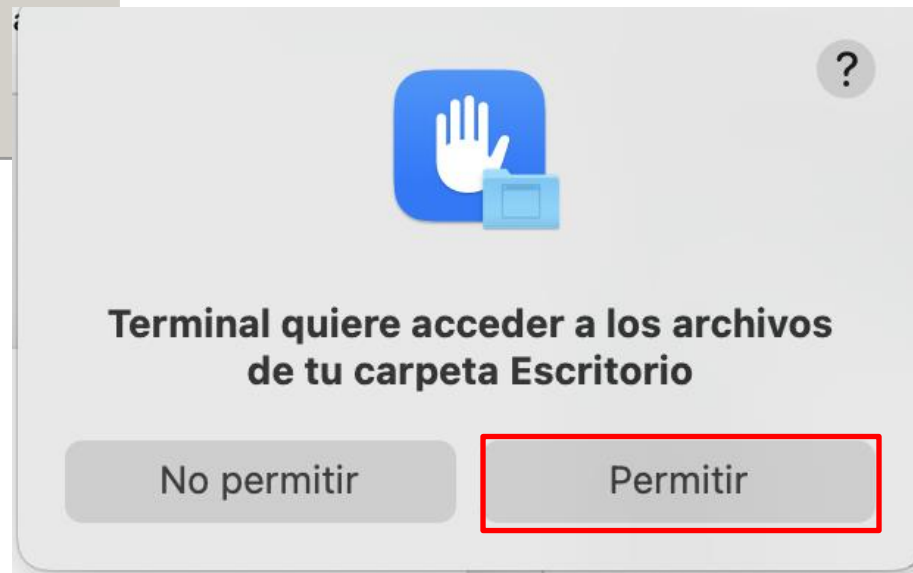 ?
Terminal quiere acceder a los archivos
de tu carpeta Escritorio
No permitir
Permitir